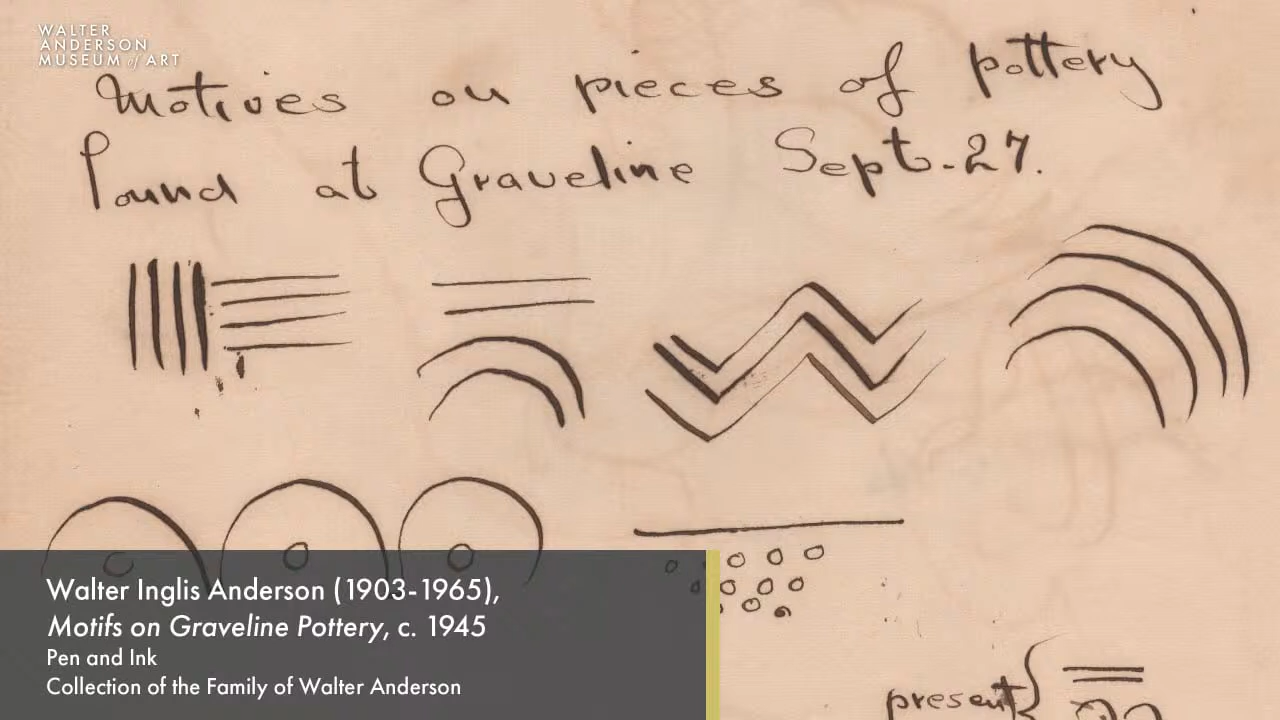 WALTER
ANDERSON
MUSEUM of ART
Motives on pieces of pottery
found at Graveline Sept. 27.
present
Walter Inglis Anderson (1903-1965),
Motifs on Graveline Pottery, c. 1945
Pen and Ink
Collection of the Family of Walter Anderson